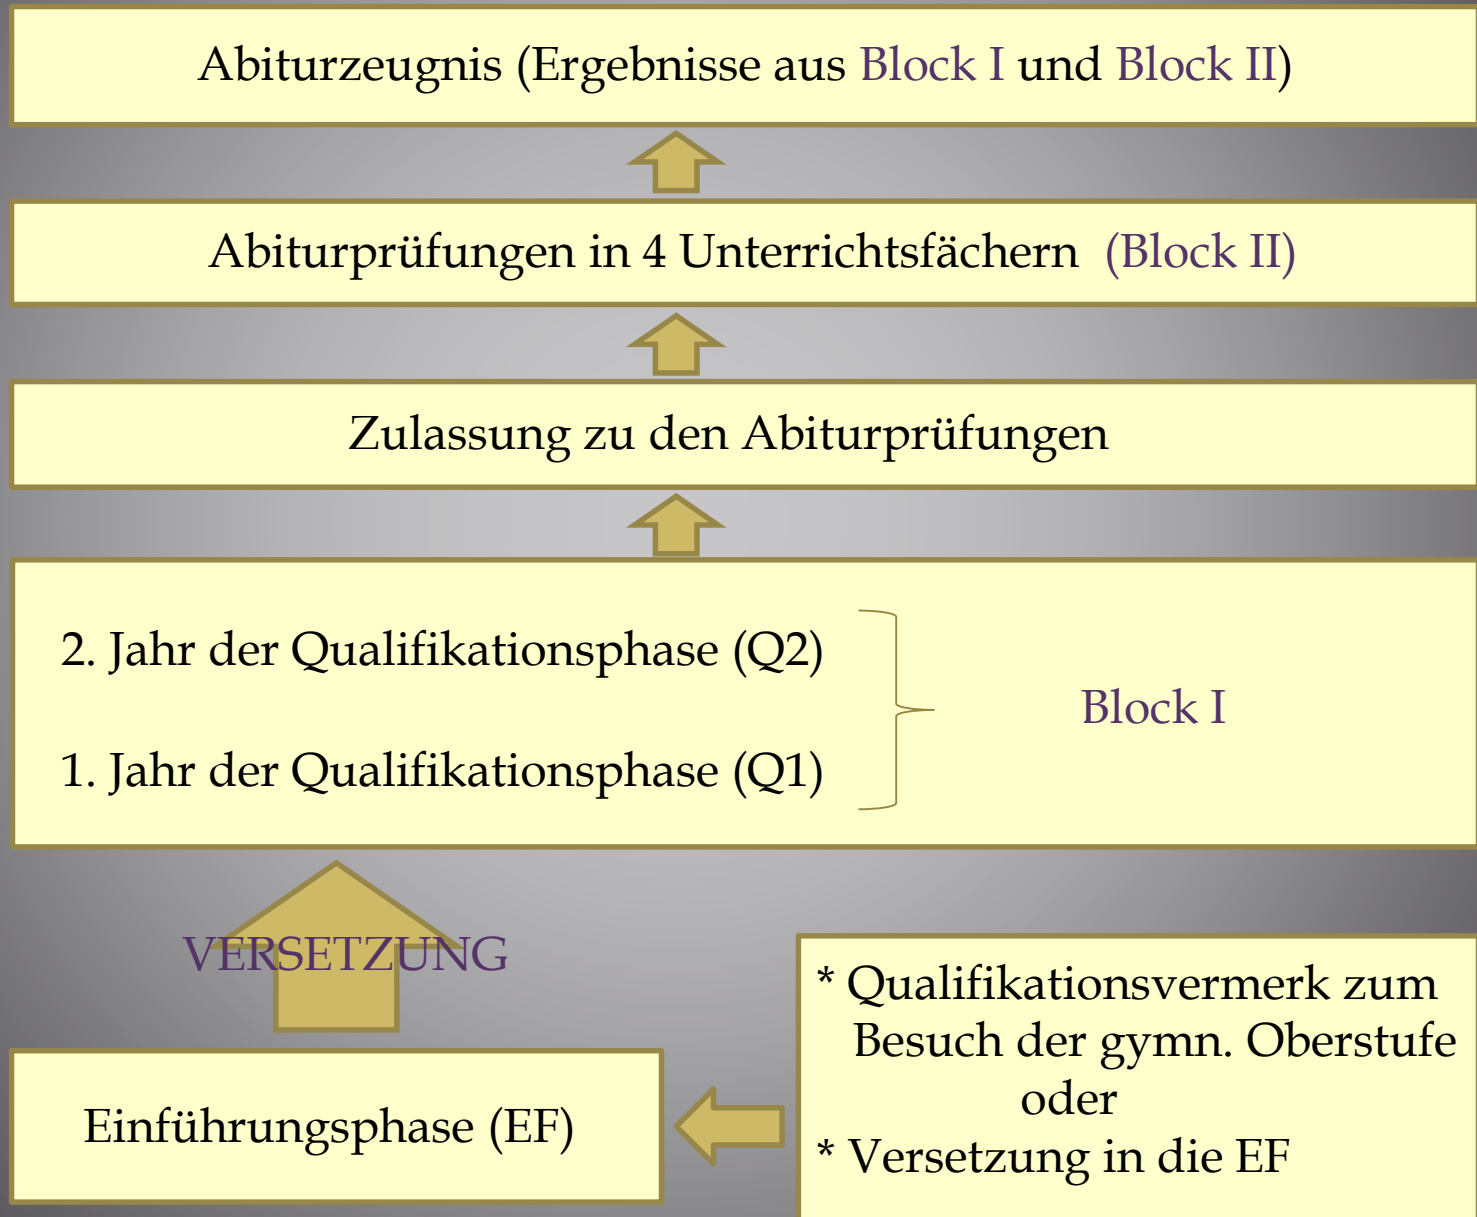 Abiturzeugnis (Ergebnisse aus Block I und Block II)
Abiturprüfungen in 4 Unterrichtsfächern (Block II)
Zulassung zu den Abiturprüfungen
2. Jahr der Qualifikationsphase (Q2)
1. Jahr der Qualifikationsphase (Q1)
Block I
VERSETZUNG
Einführungsphase (EF)
* Qualifikationsvermerk zum
Besuch der gymn. Oberstufe
oder
* Versetzung in die EF